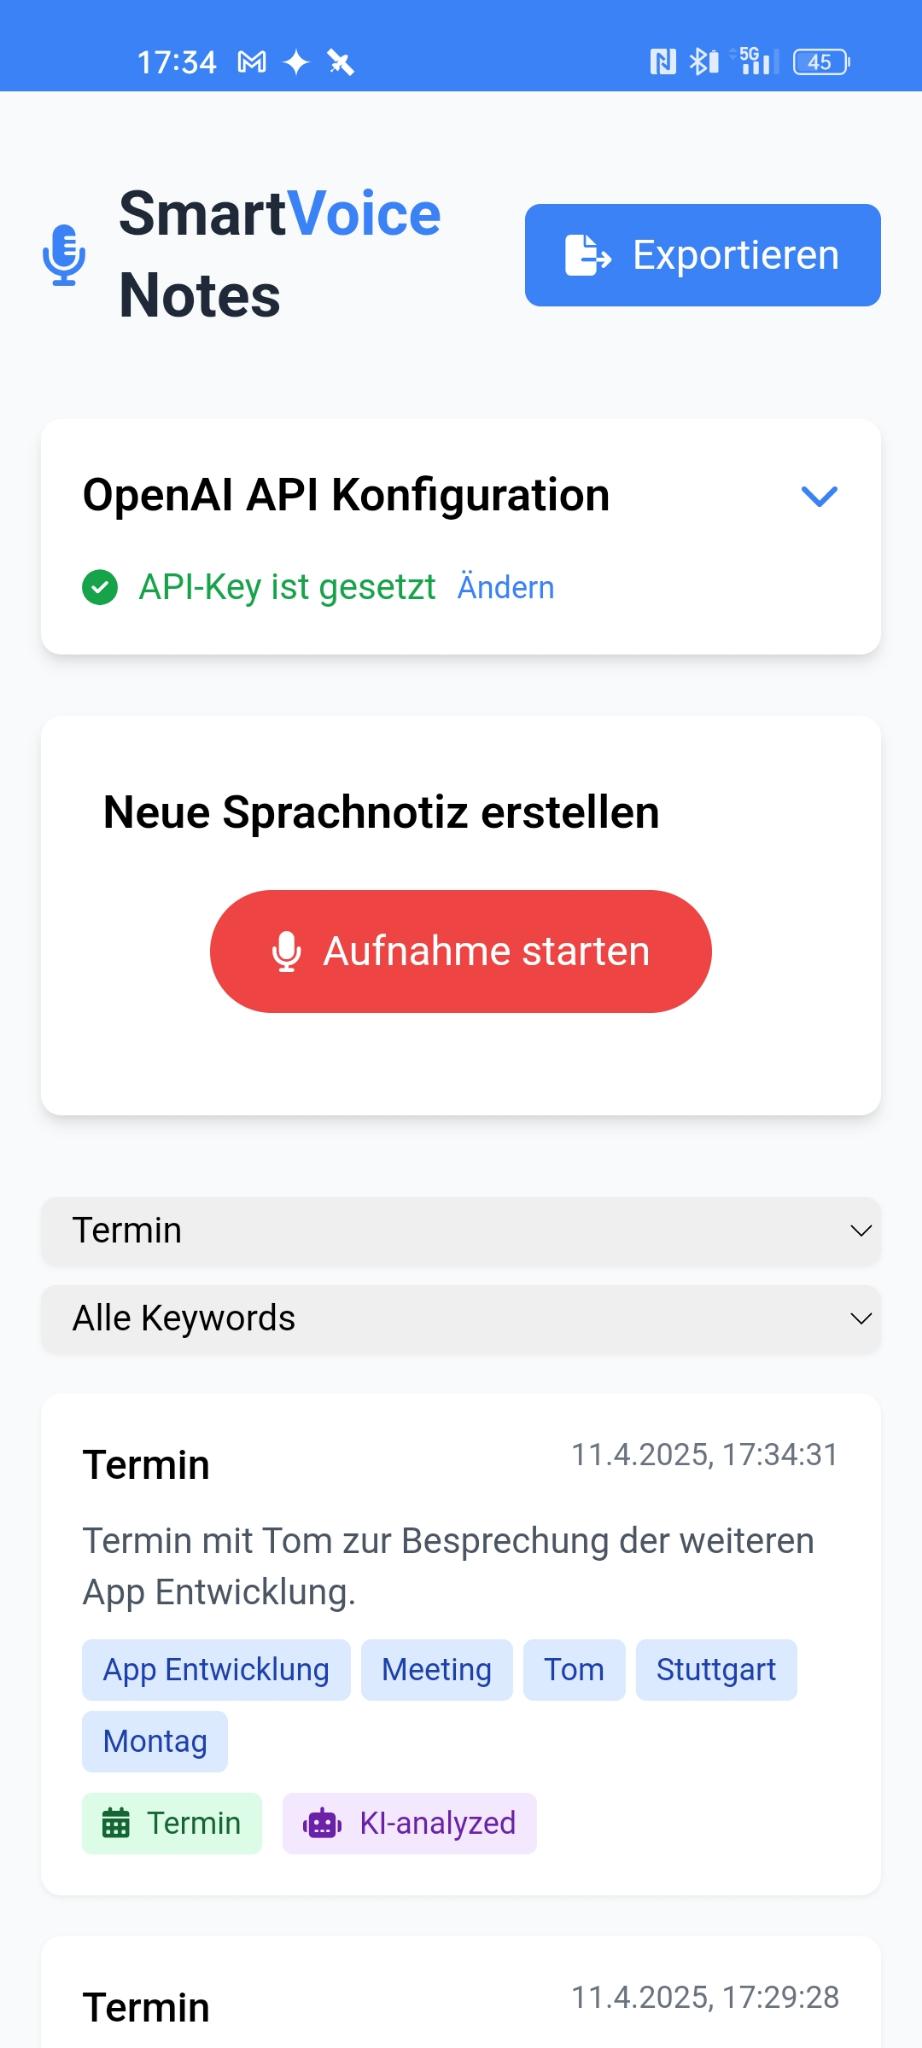 17:34 5G 45
SmartVoice
Notes
Exportieren
OpenAI API Konfiguration
API-Key ist gesetzt Ändern
Neue Sprachnotiz erstellen
Aufnahme starten
Termin
Alle Keywords
Termin 11.4.2025, 17:34:31
Termin mit Tom zur Besprechung der weiteren
App Entwicklung.
App Entwicklung Meeting Tom Stuttgart
Montag
Termin KI-analyzed
Termin 11.4.2025, 17:29:28